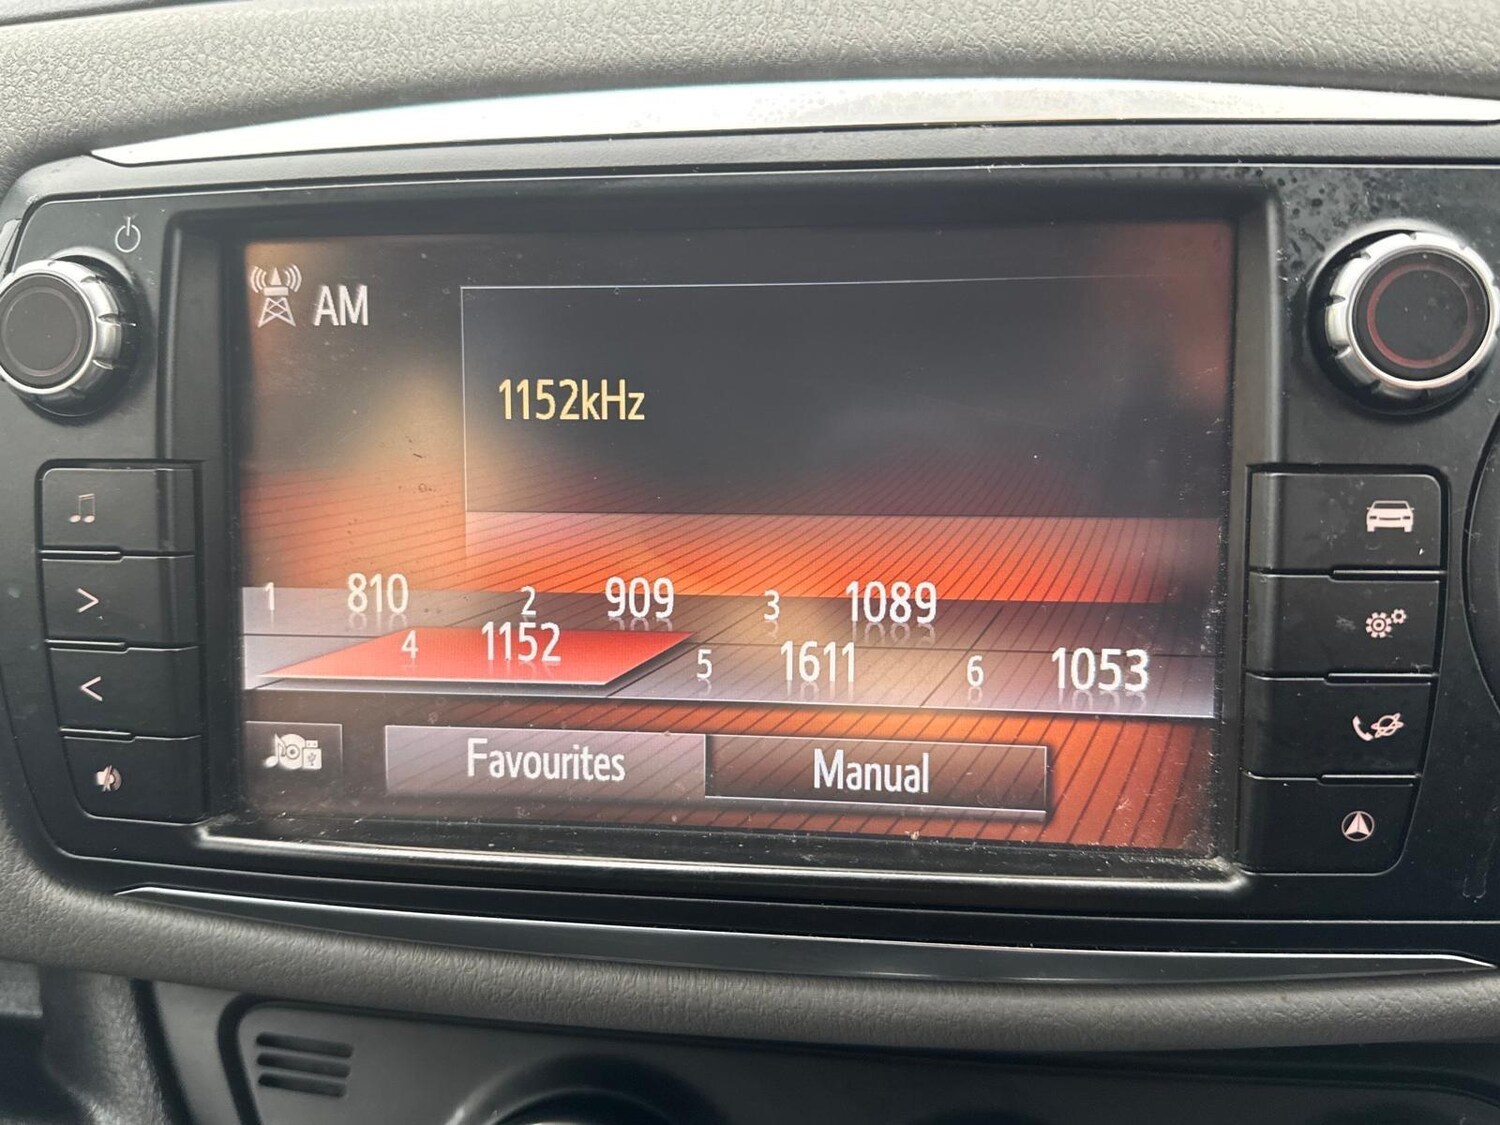 AM
1152kHz
1 810 2 909 3 1089
4 1152 5 1611 6 1053
Favourites Manual